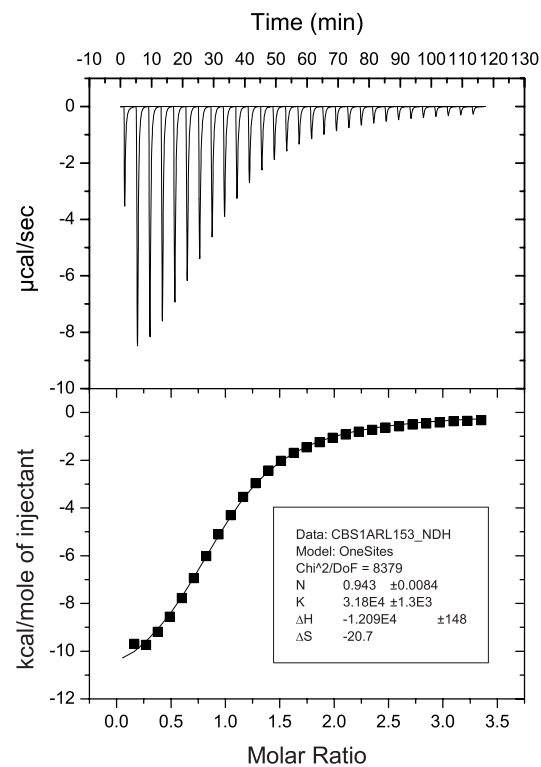 Time (min)
-10 0 10 20 30 40 50 60 70 80 90 100 110 120 130
0
-2
-4
-6
-8
-10
µcal/sec
0
-2
-4
-6
-8
-10
-12
kcal/mole of injectant
Data: CBS1ARL153_NDH
Model: OneSites
Chi^2/DoF = 8379
N 0.943 ±0.0084
K 3.18E4 ±1.3E3
ΔH -1.209E4 ±148
ΔS -20.7
0.0 0.5 1.0 1.5 2.0 2.5 3.0 3.5
Molar Ratio